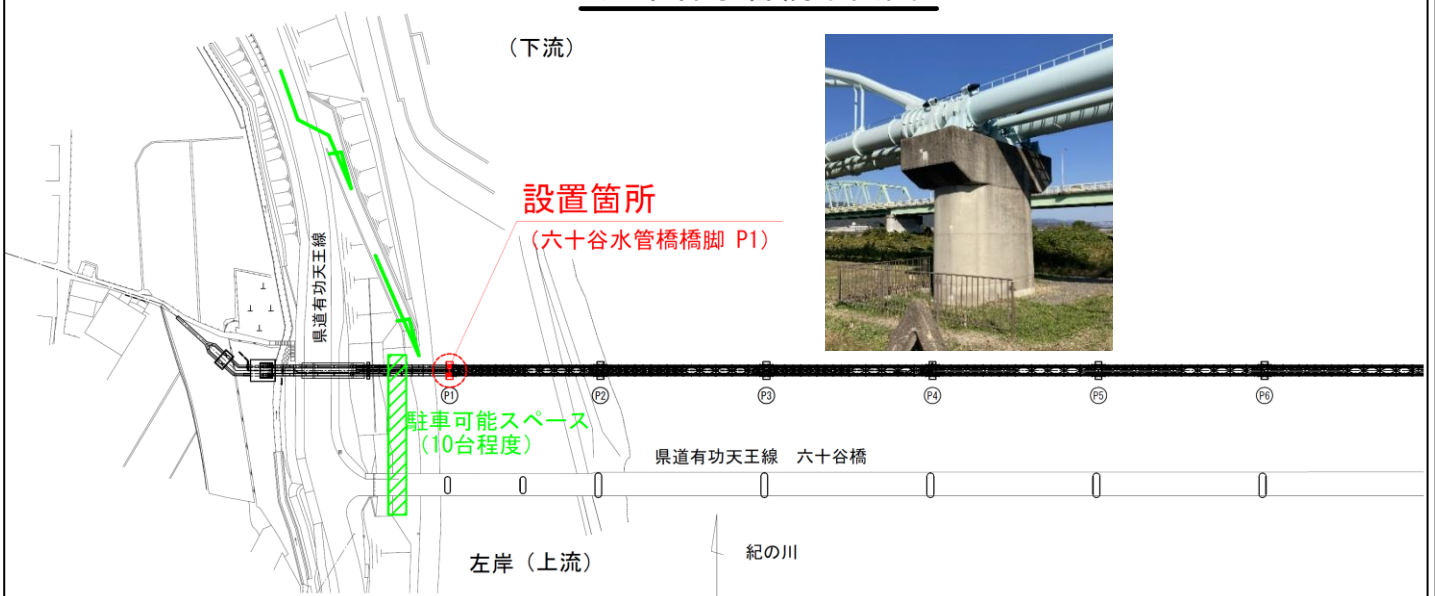 (下流)
設置箇所
(六十谷水管橋橋脚 P1)
県道有功天王線
P1
P2
P3
P4
P5
P6
駐車可能スペース
(10台程度)
県道有功天王線 六十谷橋
左岸(上流)
紀の川